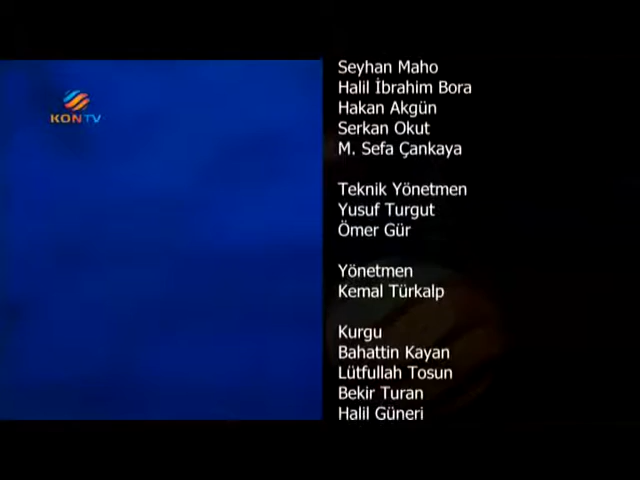 KONTV
Seyhan Maho
Halil İbrahim Bora
Hakan Akgün
Serkan Okut
M. Sefa Çankaya
Teknik Yönetmen
Yusuf Turgut
Ömer Gür
Yönetmen
Kemal Türkalp
Kurgu
Bahattin Kayan
Lütfullah Tosun
Bekir Turan
Halil Güneri